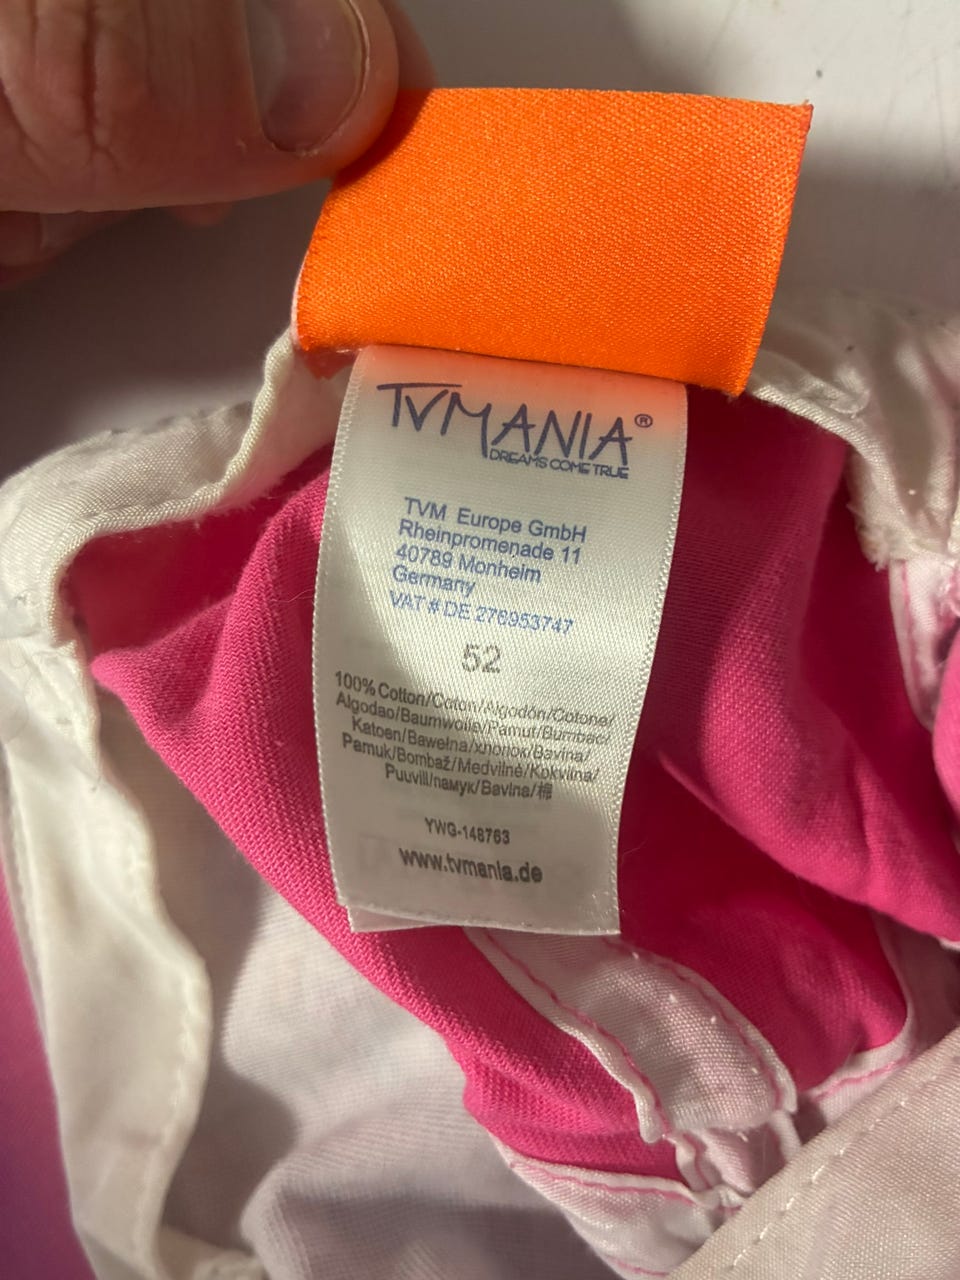 TVMANIA®
DREAMS COME TRUE
TVM Europe GmbH
Rheinpromenade 11
40789 Monheim
Germany
VAT # DE 276953747
52
100% Cotton/Coton/Algodón/Cotone/
Algodao/Baumwolle/Pamut/Bumbac/
Katoen/Bawełna/хлопок/Bavlna/
Pamuk/Bombaž/Medvilnė/Kokvilna/
Puuvill/памук/Bavlna/棉
YWG-148763
www.tvmania.de